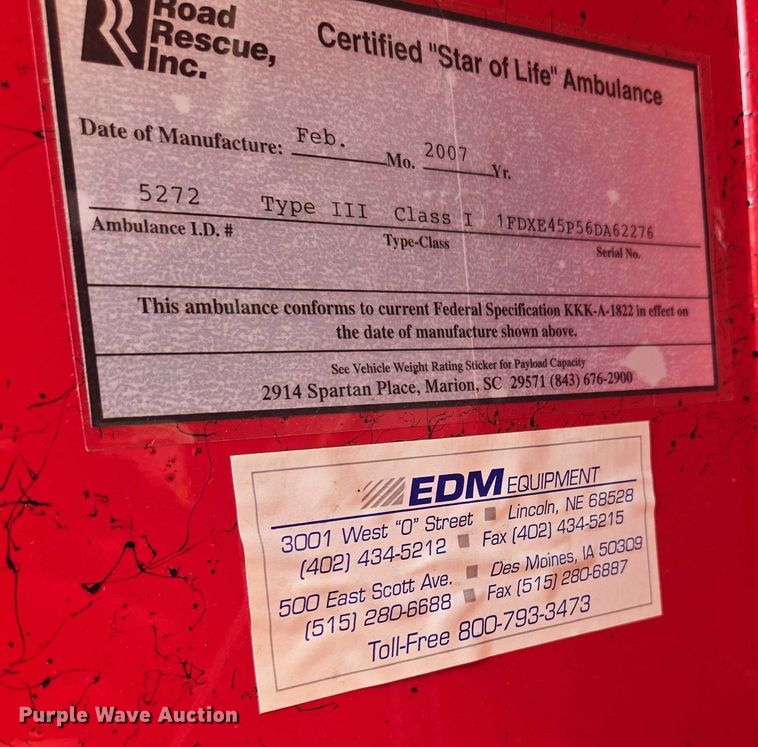 Road
Rescue,
Inc.
Certified "Star of Life" Ambulance
Date of Manufacture: Feb. Mo. 2007 Yr.
5272 Type III Class I 1FDXE45P56DA62276
Ambulance I.D. # Type-Class Serial No.
This ambulance conforms to current Federal Specification KKK-A-1822 in effect on
the date of manufacture shown above.
See Vehicle Weight Rating Sticker for Payload Capacity
2914 Spartan Place, Marion, SC 29571 (843) 676-2900
EDM EQUIPMENT
3001 West "O" Street Lincoln, NE 68528
(402) 434-5212 Fax (402) 434-5215
500 East Scott Ave. Des Moines, IA 50309
(515) 280-6688 Fax (515) 280-6887
Toll-Free 800-793-3473
Purple Wave Auction